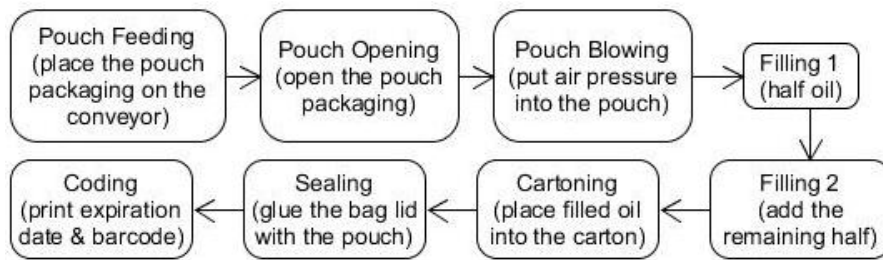 Pouch Feeding
(place the pouch
packaging on the
conveyor)
Pouch Opening
(open the pouch
packaging)
Pouch Blowing
(put air pressure
into the pouch)
Filling 1
(half oil)
Filling 2
(add the
remaining half)
Cartoning
(place filled oil
into the carton)
Sealing
(glue the bag lid
with the pouch)
Coding
(print expiration
date & barcode)